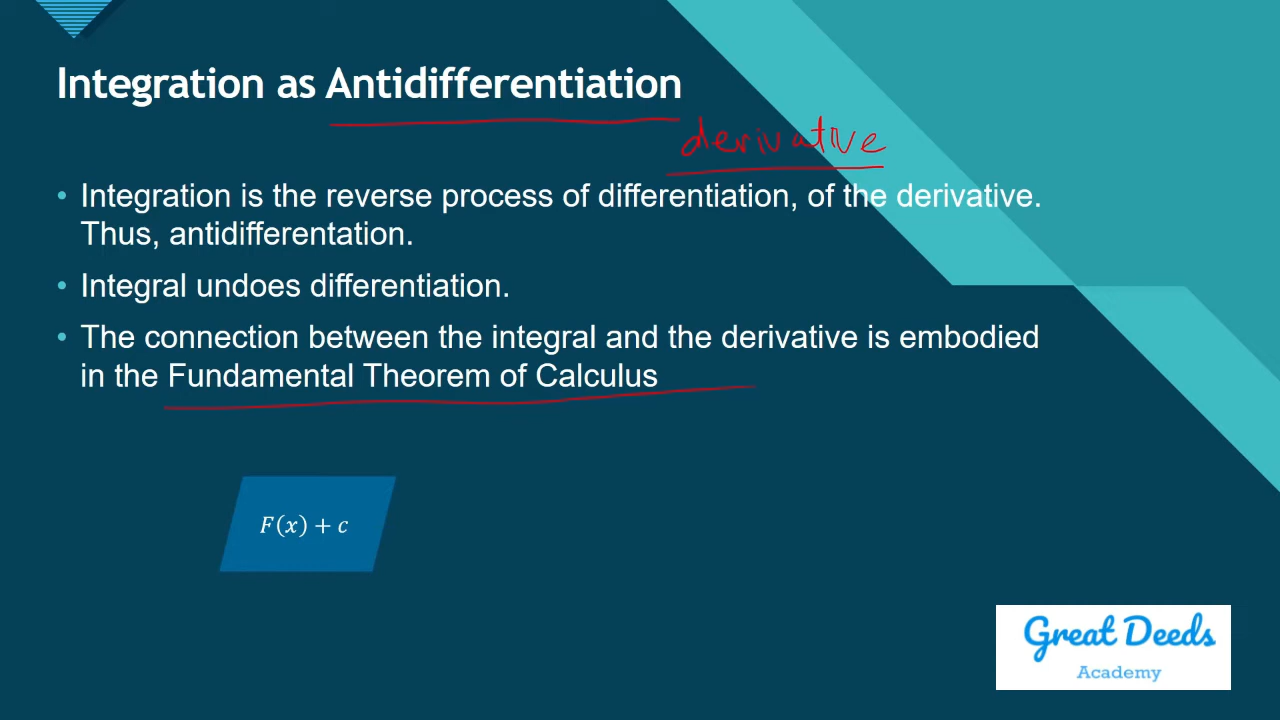 Integration as Antidifferentiation
derivative
• Integration is the reverse process of differentiation, of the derivative.
Thus, antidifferentation.
• Integral undoes differentiation.
• The connection between the integral and the derivative is embodied
in the Fundamental Theorem of Calculus
F(x) + c
Great Deeds
Academy